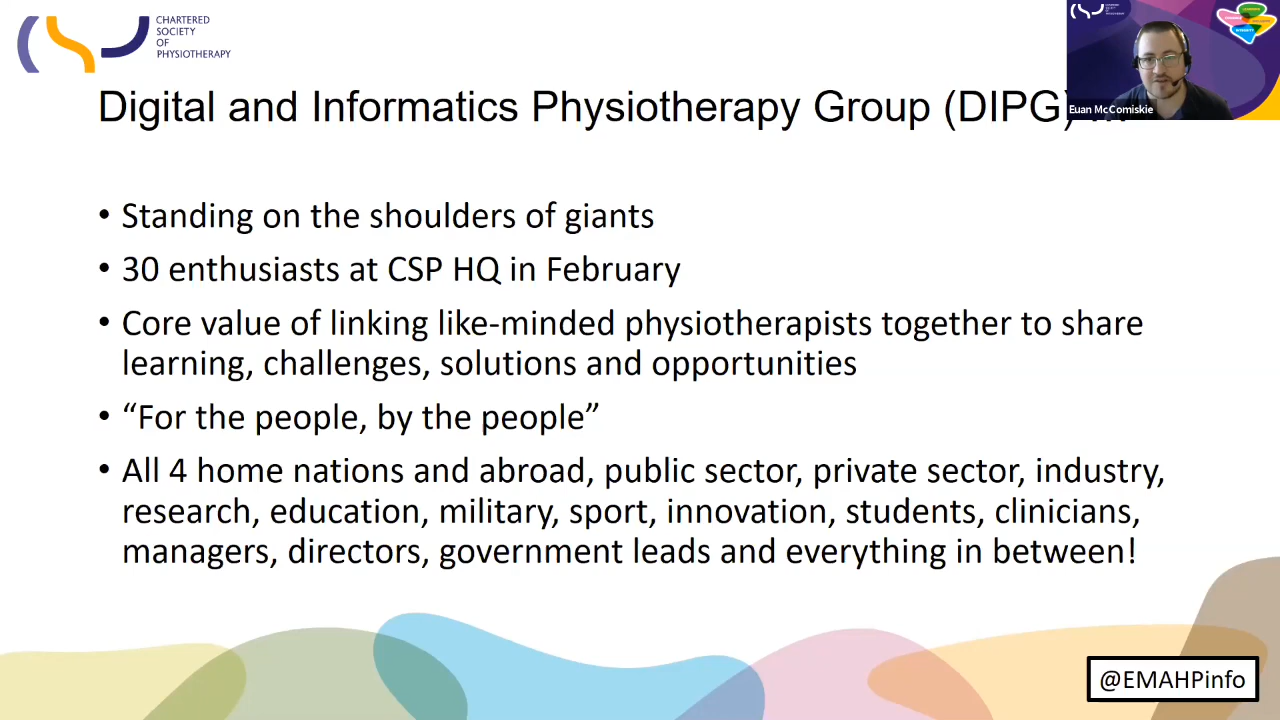 CHARTERED
SOCIETY
OF
PHYSIOTHERAPY
Euan McComiskie
Digital and Informatics Physiotherapy Group (DIPG)
• Standing on the shoulders of giants
• 30 enthusiasts at CSP HQ in February
• Core value of linking like-minded physiotherapists together to share
learning, challenges, solutions and opportunities
• “For the people, by the people”
• All 4 home nations and abroad, public sector, private sector, industry,
research, education, military, sport, innovation, students, clinicians,
managers, directors, government leads and everything in between!
@EMAHPinfo